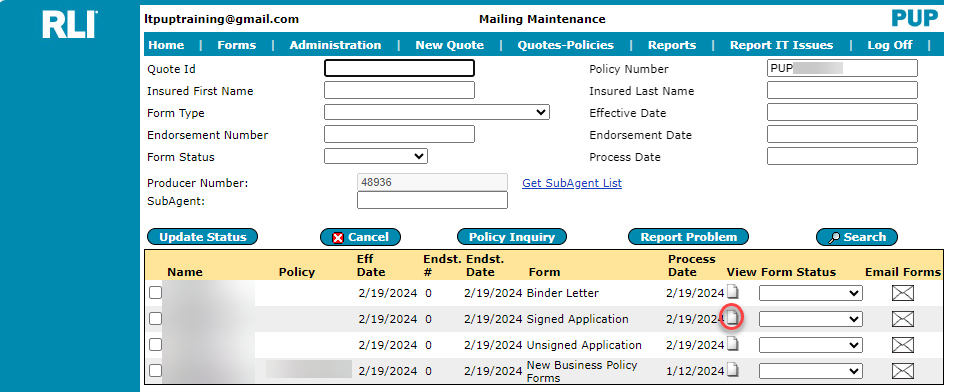 RLI
ltpuptraining@gmail.com Mailing Maintenance PUP
Home | Forms | Administration | New Quote | Quotes-Policies | Reports | Report IT Issues | Log Off |
Quote Id Policy Number PUP
Insured First Name Insured Last Name
Form Type Effective Date
Endorsement Number Endorsement Date
Form Status Process Date
Producer Number: 48936 Get SubAgent List
SubAgent:
Update Status Cancel Policy Inquiry Report Problem Search
Name Policy Eff Date Endst. # Endst. Date Form Process Date View Form Status Email Forms
2/19/2024 0 2/19/2024 Binder Letter 2/19/2024
2/19/2024 0 2/19/2024 Signed Application 2/19/2024
2/19/2024 0 2/19/2024 Unsigned Application 2/19/2024
2/19/2024 0 2/19/2024 New Business Policy Forms 1/12/2024